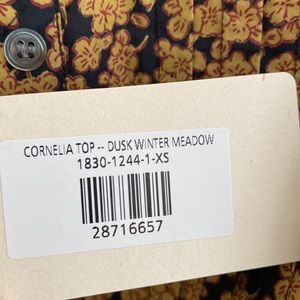 CORNELIA TOP -- DUSK WINTER MEADOW
1830-1244-1-XS
28716657